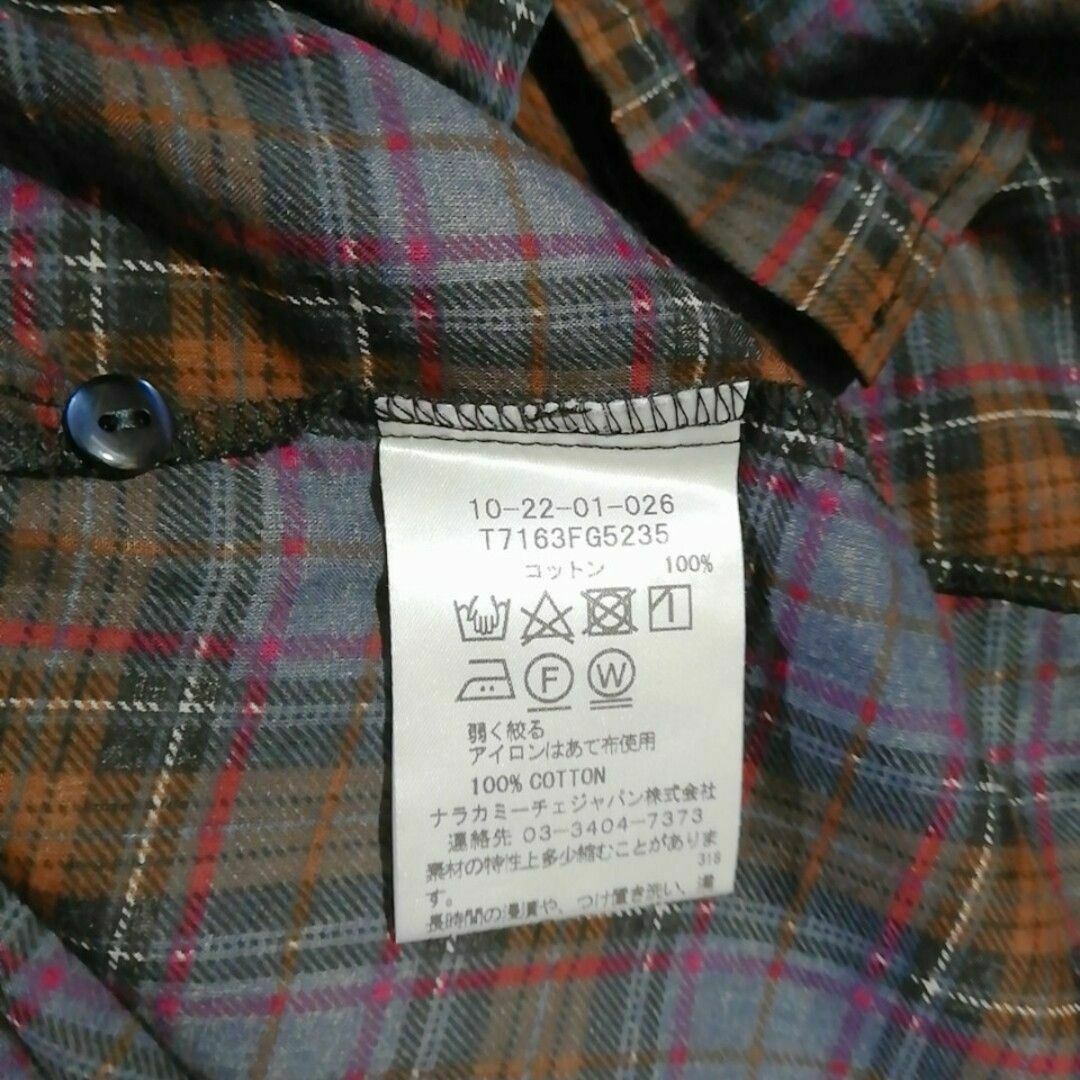 10-22-01-026
T7163FG5235
コットン 100%
F W
弱く絞る
アイロンはあて布使用
100% COTTON
ナラカミーチェジャパン株式会社
連絡先 03-3404-7373
素材の特性上多少縮むことがありま
318
す。
長時間の浸漬や、つけ置き洗い、濡